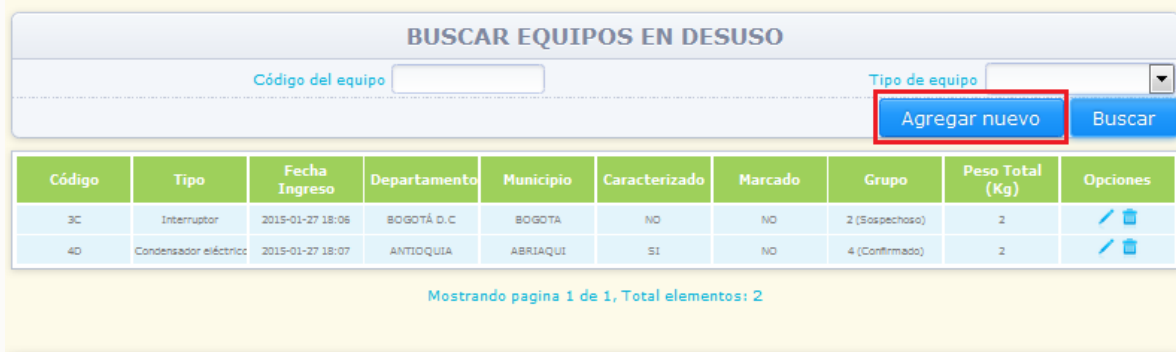 BUSCAR EQUIPOS EN DESUSO
Código del equipo Tipo de equipo
Agregar nuevo Buscar
Código Tipo Fecha Ingreso Departamento Municipio Caracterizado Marcado Grupo Peso Total (Kg) Opciones
3C Interruptor 2015-01-27 18:06 BOGOTÁ D.C BOGOTA NO NO 2 (Sospechoso) 2
4D Condensador eléctrico 2015-01-27 18:07 ANTIOQUIA ABRIAQUI SI NO 4 (Confirmado) 2
Mostrando pagina 1 de 1, Total elementos: 2